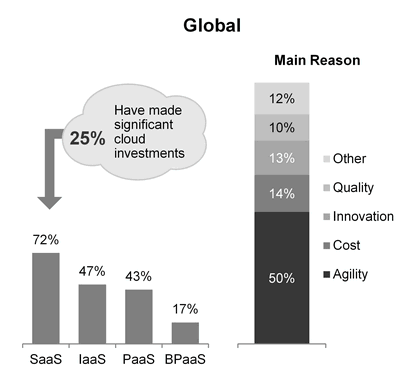 Global
25%
Have made
significant
cloud
investments
72%
47%
43%
17%
SaaS
IaaS
PaaS
BPaaS
Main Reason
12%
10%
13%
14%
50%
Other
Quality
Innovation
Cost
Agility